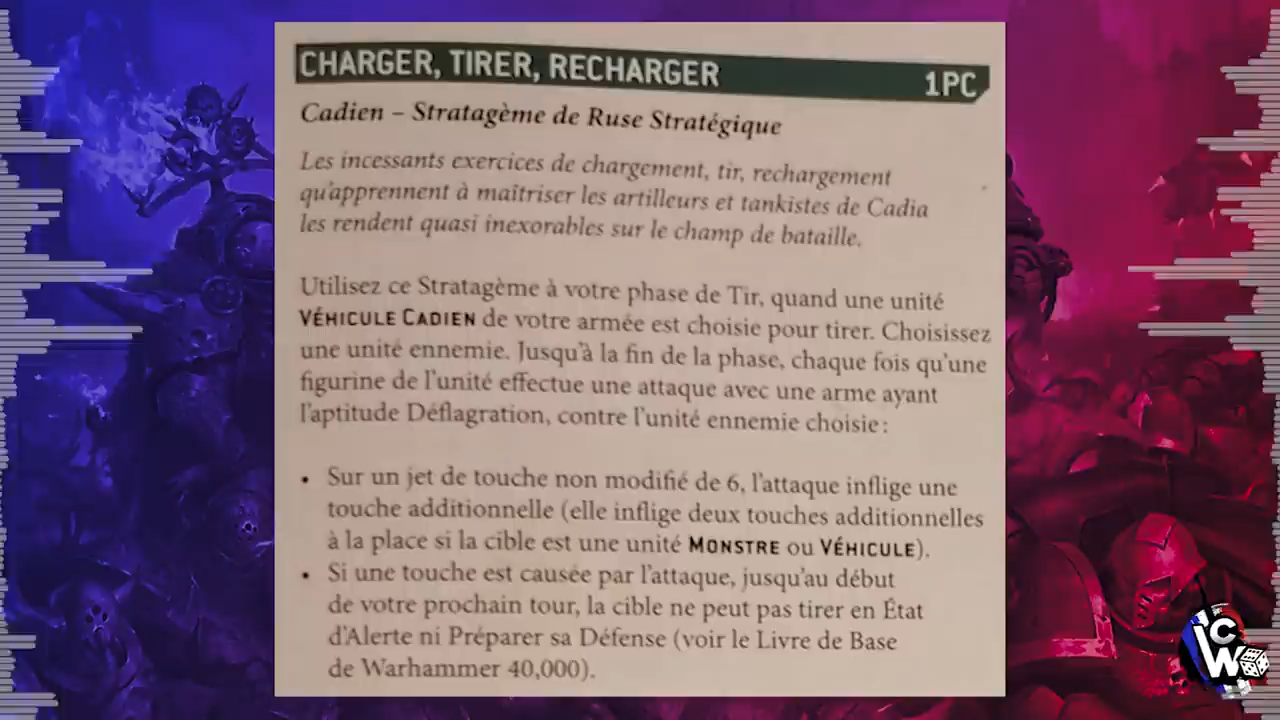 CHARGER, TIRER, RECHARGER 1PC
Cadien – Stratagème de Ruse Stratégique
Les incessants exercices de chargement, tir, rechargement
qu'apprennent à maîtriser les artilleurs et tankistes de Cadia
les rendent quasi inexorables sur le champ de bataille.
Utilisez ce Stratagème à votre phase de Tir, quand une unité
VÉHICULE CADIEN de votre armée est choisie pour tirer. Choisissez
une unité ennemie. Jusqu'à la fin de la phase, chaque fois qu'une
figurine de l'unité effectue une attaque avec une arme ayant
l'aptitude Déflagration, contre l'unité ennemie choisie :
• Sur un jet de touche non modifié de 6, l'attaque inflige une
touche additionnelle (elle inflige deux touches additionnelles
à la place si la cible est une unité MONSTRE ou VÉHICULE).
• Si une touche est causée par l'attaque, jusqu'au début
de votre prochain tour, la cible ne peut pas tirer en État
d'Alerte ni Préparer sa Défense (voir le Livre de Base
de Warhammer 40,000).
CW